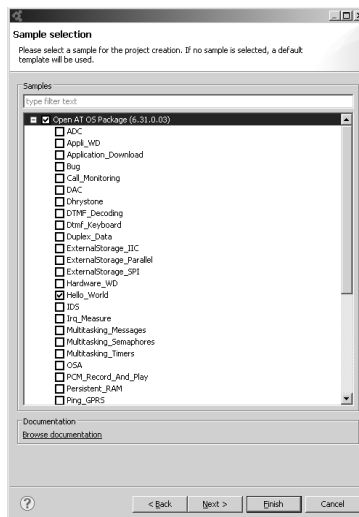 Sample selection
Please select a sample for the project creation. If no sample is selected, a default
template will be used.
Samples
type filter text
Open AT OS Package (6.31.0.03)
ADC
Appli_WD
Application_Download
Bug
Call_Monitoring
DAC
Dhrystone
DTMF_Decoding
Dtmf_Keyboard
Duplex_Data
ExternalStorage_IIC
ExternalStorage_Parallel
ExternalStorage_SPI
Hardware_WD
Hello_World
IDS
Irq_Measure
Multitasking_Messages
Multitasking_Semaphores
Multitasking_Timers
OSA
PCM_Record_And_Play
Persistent_RAM
Ping_GPRS
Documentation
Browse documentation
? < Back Next > Finish Cancel